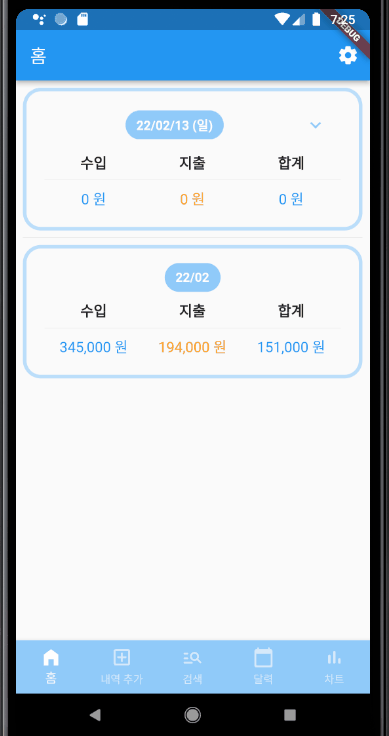 7:25
DEBUG
홈
22/02/13 (일)
수입 지출 합계
0 원 0 원 0 원
22/02
수입 지출 합계
345,000 원 194,000 원 151,000 원
홈 내역 추가 검색 달력 차트